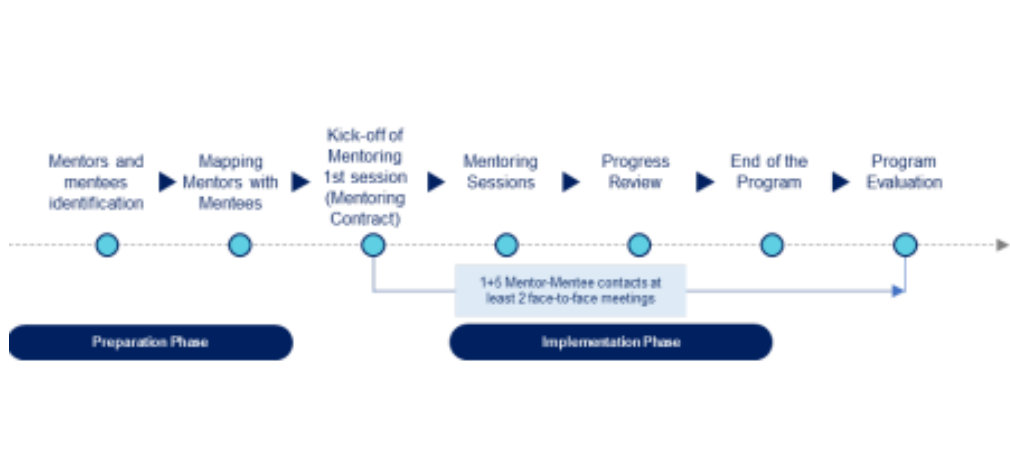 Mentors and
mentees
identification
Mapping
Mentors with
Mentees
Kick-off of
Mentoring
1st session
(Mentoring
Contract)
Mentoring
Sessions
Progress
Review
End of the
Program
Program
Evaluation
1+5 Mentor-Mentee contacts at
least 2 face-to-face meetings
Preparation Phase
Implementation Phase